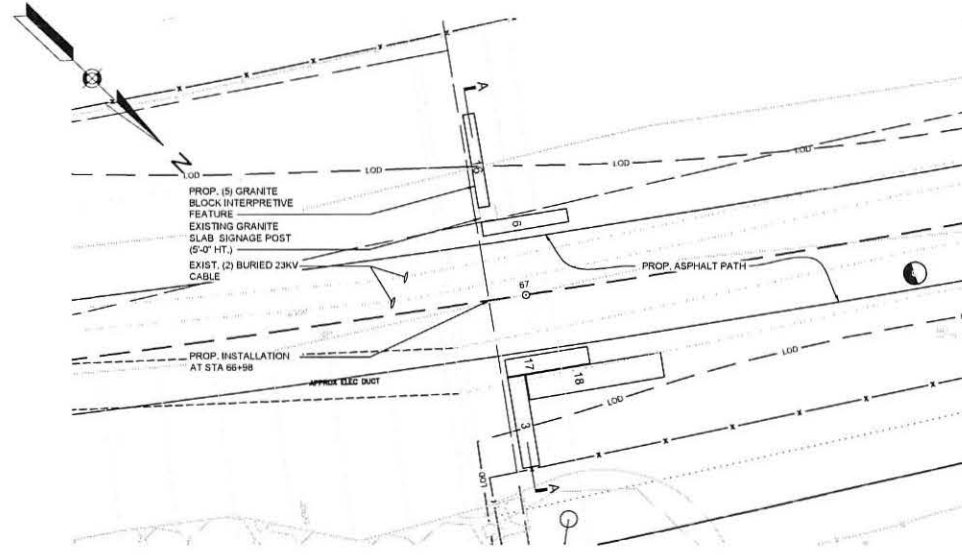 A
N
LOD
LOD
LOD
LOD
PROP. (5) GRANITE
BLOCK INTERPRETIVE
FEATURE
EXISTING GRANITE
SLAB SIGNAGE POST
(5'-0" HT.)
EXIST. (2) BURIED 23KV
CABLE
6
PROP. ASPHALT PATH
67
PROP. INSTALLATION
AT STA 66+98
APPROX ELEC DUCT
17
18
LOD
LOD
3
LOD
A